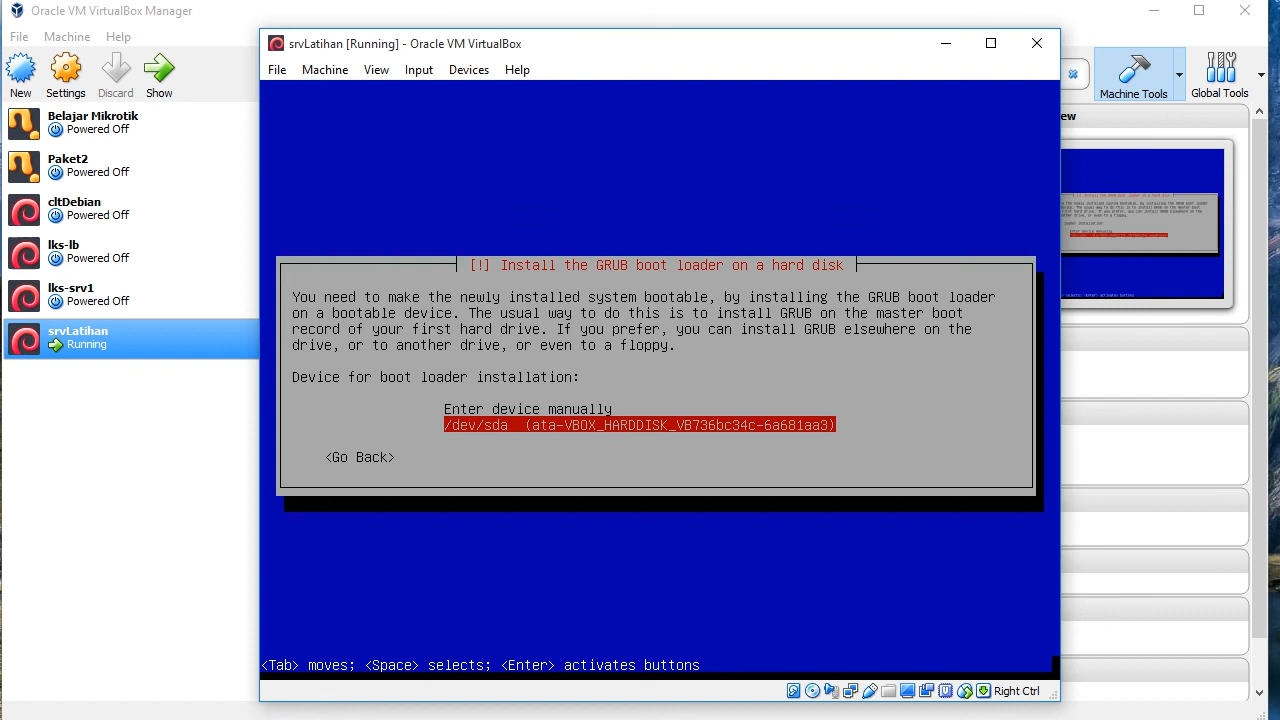 Oracle VM VirtualBox Manager
File Machine Help
New
Settings
Discard
Show
Belajar Mikrotik
Powered Off
Paket2
Powered Off
cltDebian
Powered Off
lks-lb
Powered Off
lks-srv1
Powered Off
srvLatihan
Running
srvLatihan [Running] - Oracle VM VirtualBox
File Machine View Input Devices Help
[!] Install the GRUB boot loader on a hard disk
You need to make the newly installed system bootable, by installing the GRUB boot loader
on a bootable device. The usual way to do this is to install GRUB on the master boot
record of your first hard drive. If you prefer, you can install GRUB elsewhere on the
drive, or to another drive, or even to a floppy.
Device for boot loader installation:
Enter device manually
/dev/sda (ata-VBOX_HARDDISK_VB736bc34c-6a681aa3)
<Go Back>
<Tab> moves; <Space> selects; <Enter> activates buttons
Right Ctrl
Machine Tools
Global Tools
ew